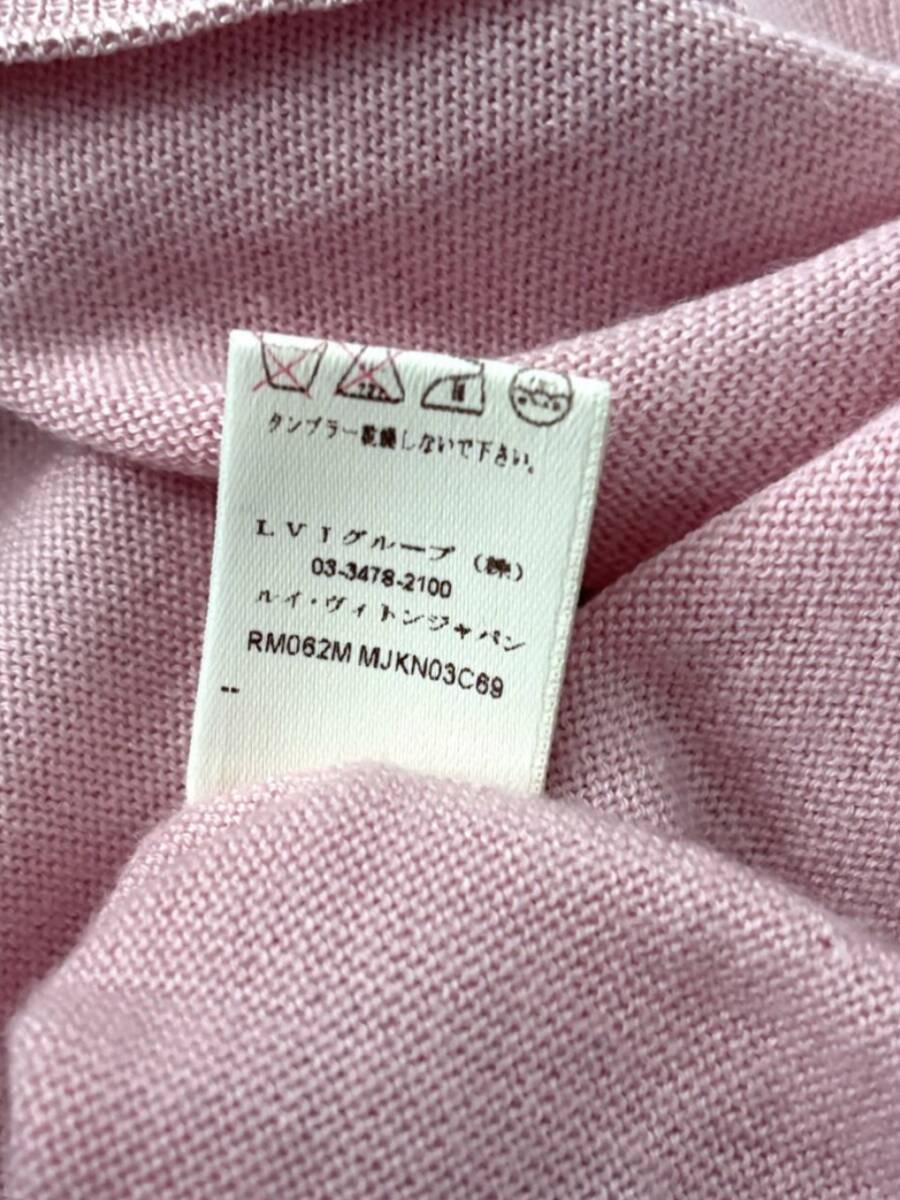 タンブラー乾燥しないで下さい。
LVJグループ（株）
03-3478-2100
ルイ・ヴィトンジャパン
RM062M MJKN03C69
--